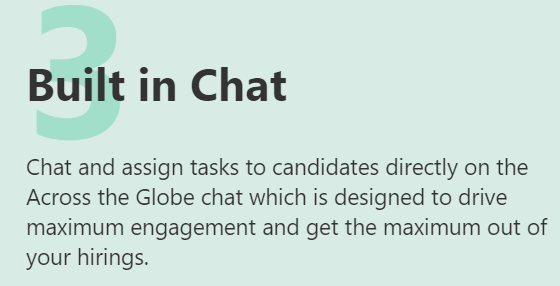 3
Built in Chat
Chat and assign tasks to candidates directly on the
Across the Globe chat which is designed to drive
maximum engagement and get the maximum out of
your hirings.